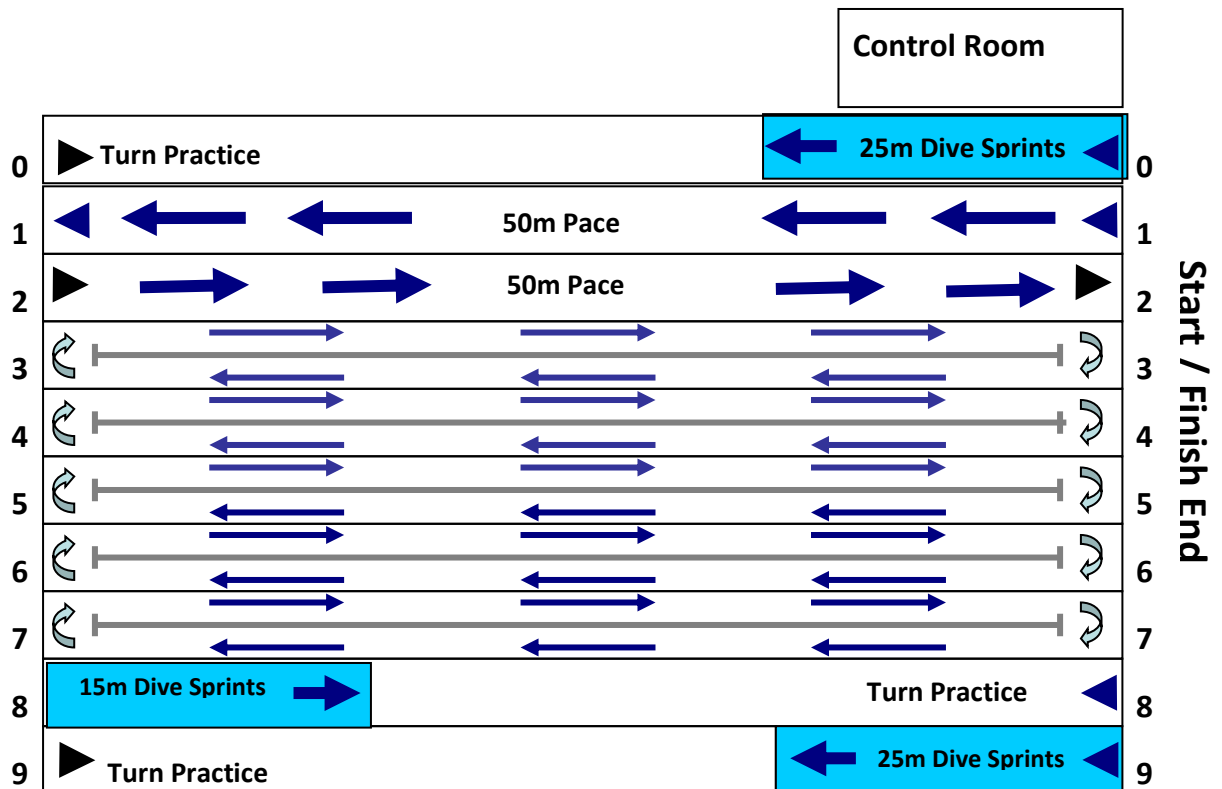 Control Room
0 Turn Practice 25m Dive Sprints 0
1 50m Pace 1
2 50m Pace 2
3 3
4 4
5 5
6 6
7 7
8 15m Dive Sprints Turn Practice 8
9 Turn Practice 25m Dive Sprints 9
Start / Finish End